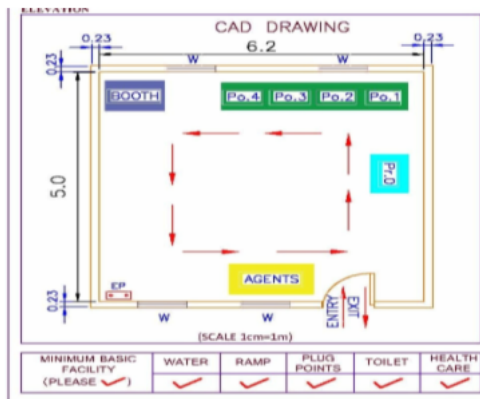 ELEVATION
CAD DRAWING
0.23
6.2
0.23
0.23
W
W
BOOTH
Po.4
Po.3
Po.2
Po.1
5.0
Pr.O
EP
AGENTS
0.23
W
W
ENTRY
EXIT
(SCALE 1cm=1m)
MINIMUM BASIC FACILITY (PLEASE ✓)
WATER
RAMP
PLUG POINTS
TOILET
HEALTH CARE